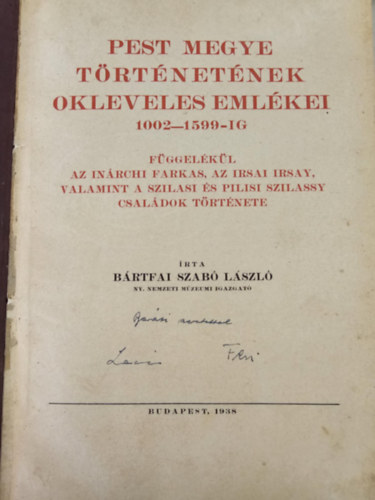 PEST MEGYE
TÖRTÉNETÉNEK
OKLEVELES EMLÉKEI
1002—1599-IG
FÜGGELÉKÜL
AZ INÁRCHI FARKAS, AZ IRSAI IRSAY,
VALAMINT A SZILASI ÉS PILISI SZILASSY
CSALÁDOK TÖRTÉNETE
ÍRTA
BÁRTFAI SZABÓ LÁSZLÓ
NY. NEMZETI MÚZEUMI IGAZGATÓ
Feri
BUDAPEST, 1938